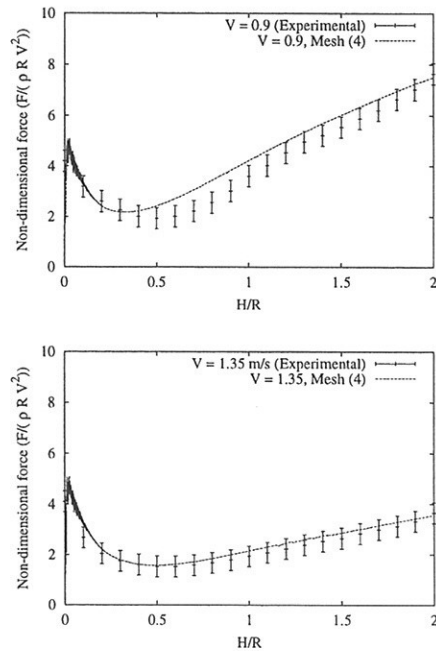 V = 0.9 (Experimental)
V = 0.9, Mesh (4)
Non-dimensional force (F/( ρ R V²))
10
8
6
4
2
0
0 0.5 1 1.5 2
H/R
V = 1.35 m/s (Experimental)
V = 1.35, Mesh (4)
Non-dimensional force (F/( ρ R V²))
10
8
6
4
2
0
0 0.5 1 1.5 2
H/R